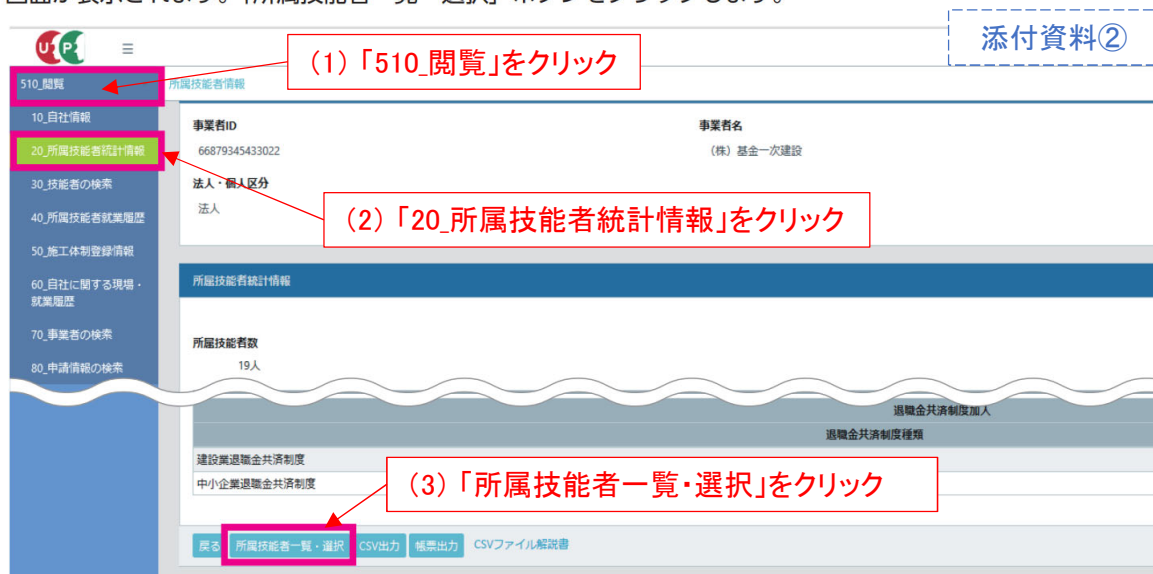 画面が表示されます。「所属技能者一覧・選択」ボタンをクリックします。
添付資料②
(1)「510_閲覧」をクリック
510_閲覧
所属技能者情報
10_自社情報
20_所属技能者統計情報
30_技能者の検索
40_所属技能者就業履歴
50_施工体制登録情報
60_自社に関する現場・
就業履歴
70_事業者の検索
80_申請情報の検索
事業者ID
事業者名
66879345433022
(株)基金一次建設
法人・個人区分
法人
(2)「20_所属技能者統計情報」をクリック
所属技能者統計情報
所属技能者数
19人
退職金共済制度加入
退職金共済制度種類
建設業退職金共済制度
中小企業退職金共済制度
(3)「所属技能者一覧・選択」をクリック
戻る
所属技能者一覧・選択
CSV出力
帳票出力
CSVファイル解説書